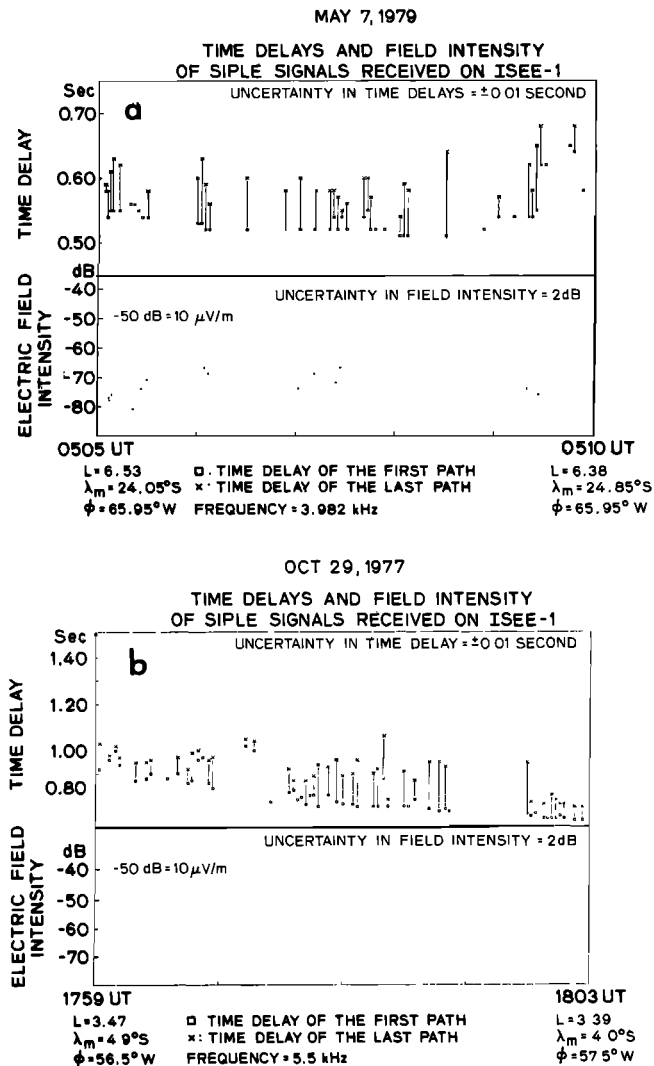 MAY 7, 1979
TIME DELAYS AND FIELD INTENSITY
OF SIPLE SIGNALS RECEIVED ON ISEE-1
Sec
a
UNCERTAINTY IN TIME DELAYS = ±0 01 SECOND
0.70
0.60
0.50
TIME DELAY
dB
-40
-50
-60
-70
-80
ELECTRIC FIELD
INTENSITY
UNCERTAINTY IN FIELD INTENSITY = 2dB
-50 dB = 10 μV/m
0505 UT
0510 UT
L=6.53 □. TIME DELAY OF THE FIRST PATH L=6.38
λm=24.05°S ×: TIME DELAY OF THE LAST PATH λm=24.85°S
ϕ=65.95° W FREQUENCY = 3.982 kHz ϕ=65.95° W
OCT 29, 1977
TIME DELAYS AND FIELD INTENSITY
OF SIPLE SIGNALS RECEIVED ON ISEE-1
Sec
b
UNCERTAINTY IN TIME DELAY = ±0 01 SECOND
1.40
1.20
1.00
0.80
TIME DELAY
dB
-40
-50
-60
-70
ELECTRIC FIELD
INTENSITY
UNCERTAINTY IN FIELD INTENSITY = 2dB
-50 dB = 10 μV/m
1759 UT
1803 UT
L=3.47 □ TIME DELAY OF THE FIRST PATH L=3 39
λm=4 9°S ×: TIME DELAY OF THE LAST PATH λm=4 0°S
ϕ=56.5° W FREQUENCY = 5.5 kHz ϕ=57 5° W